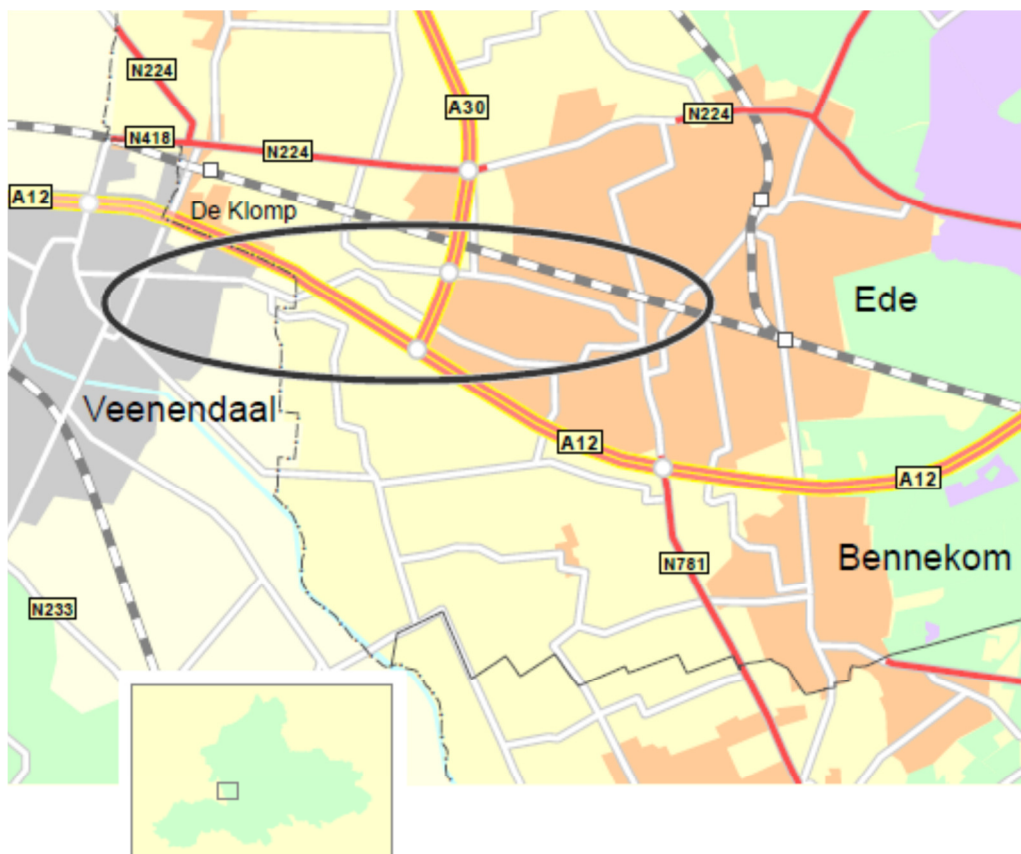 N224
A30
N224
N418
N224
A12
De Klomp
Ede
Veenendaal
A12
A12
Bennekom
N781
N233